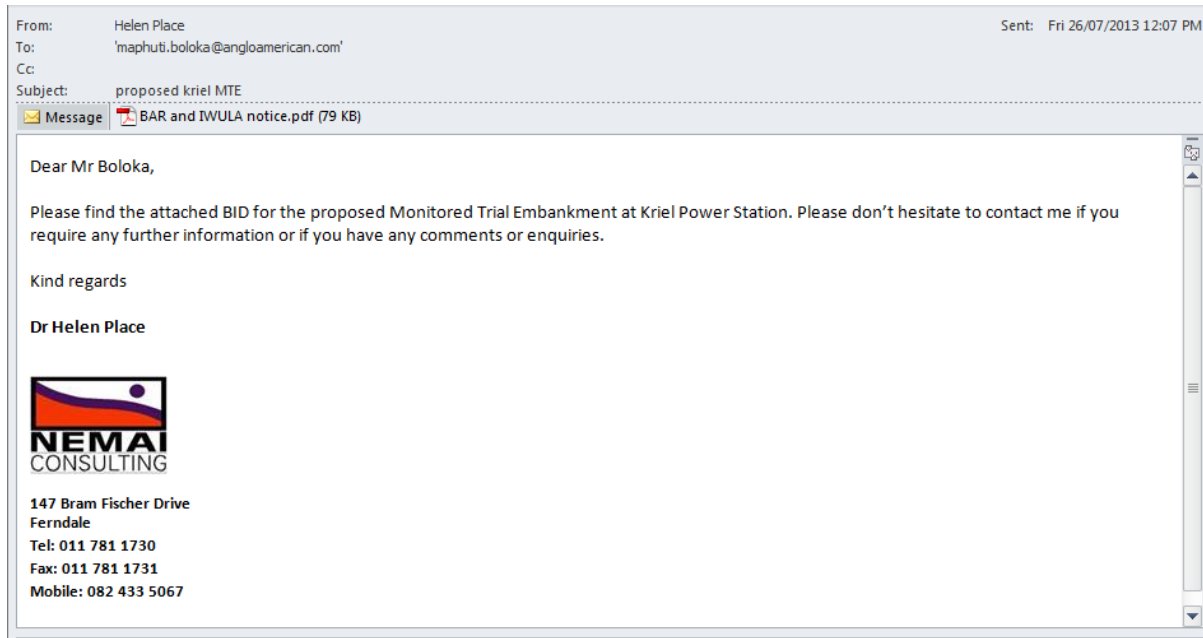 From: Helen Place Sent: Fri 26/07/2013 12:07 PM
To: 'maphuti.boloka@angloamerican.com'
Cc:
Subject: proposed kriel MTE
Message BAR and IWULA notice.pdf (79 KB)
Dear Mr Boloka,
Please find the attached BID for the proposed Monitored Trial Embankment at Kriel Power Station. Please don't hesitate to contact me if you
require any further information or if you have any comments or enquiries.
Kind regards
Dr Helen Place
NEMAI
CONSULTING
147 Bram Fischer Drive
Ferndale
Tel: 011 781 1730
Fax: 011 781 1731
Mobile: 082 433 5067